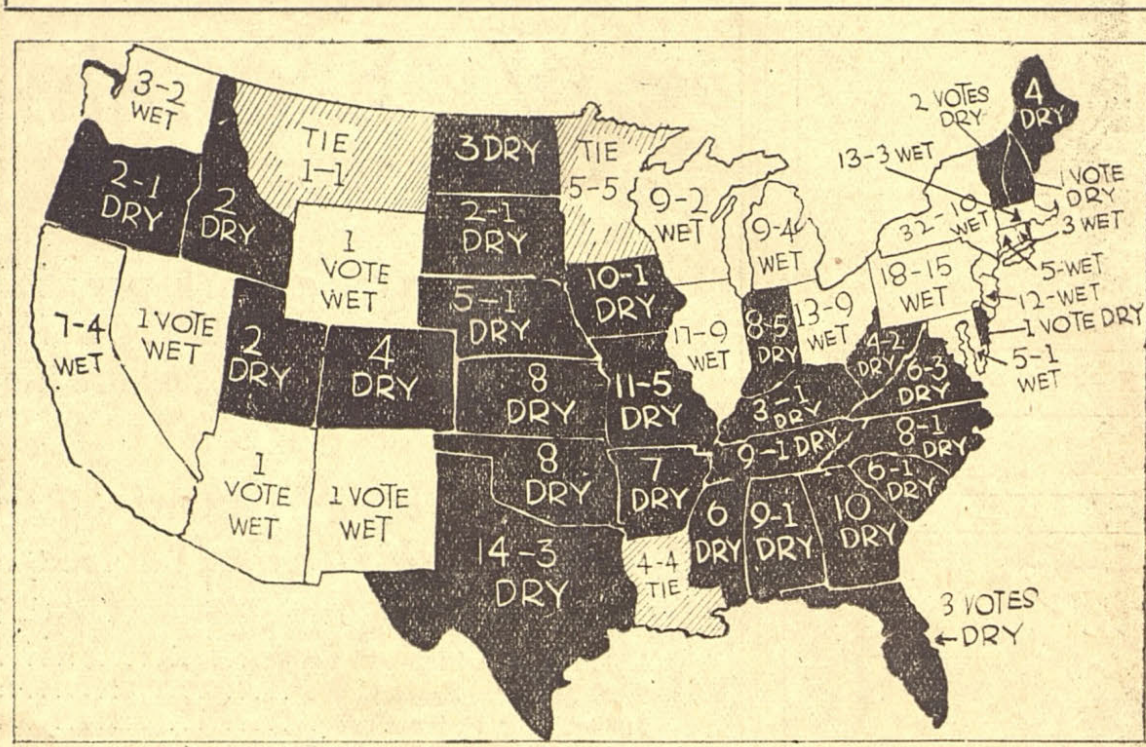 3-2
WET
2-1
DRY
2
DRY
TIE
1-1
3 DRY
TIE
5-5
2-1
DRY
1
VOTE
WET
9-2
WET
9-4
WET
2 VOTES
DRY
4
DRY
13-3 WET
1 VOTE
DRY
32-10
WET
3 WET
5-WET
12-WET
1 VOTE DRY
5-1
WET
18-15
WET
7-4
WET
1 VOTE
WET
2
DRY
4
DRY
5-1
DRY
10-1
DRY
17-9
WET
8-5
DRY
13-9
WET
4-2
DRY
6-3
DRY
8
DRY
11-5
DRY
3-1
DRY
9-1 DRY
8-1
DRY
6-1
DRY
1
VOTE
WET
1 VOTE
WET
8
DRY
7
DRY
6
DRY
9-1
DRY
10
DRY
14-3
DRY
4-4
TIE
3 VOTES
DRY